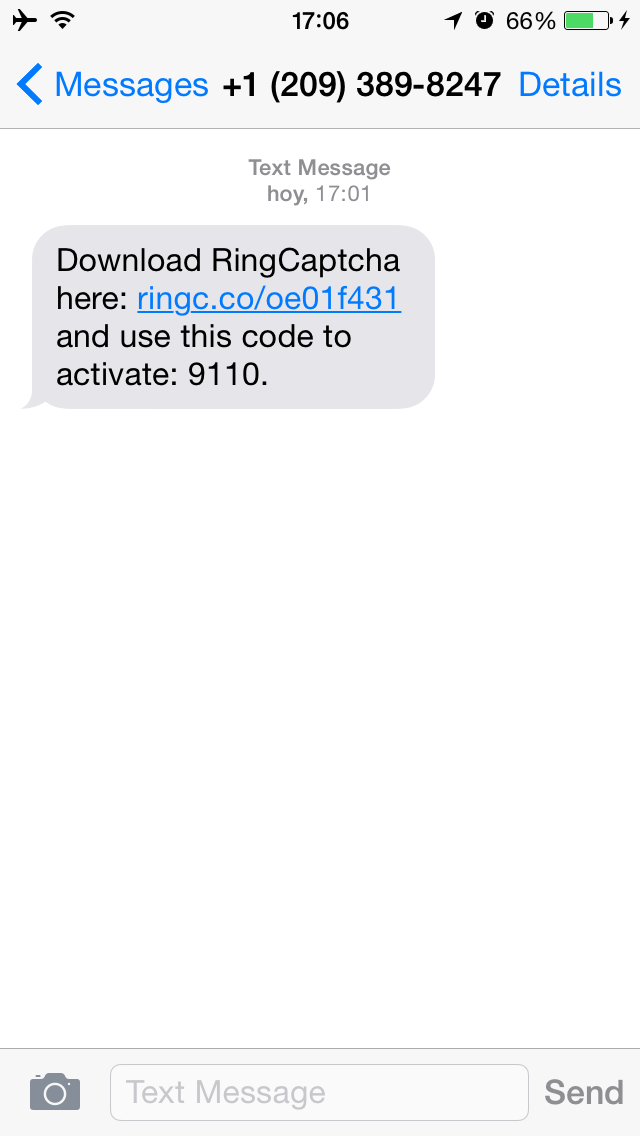 17:06 66%
Messages +1 (209) 389-8247 Details
Text Message
hoy, 17:01
Download RingCaptcha
here: ringc.co/oe01f431
and use this code to
activate: 9110.
Text Message Send